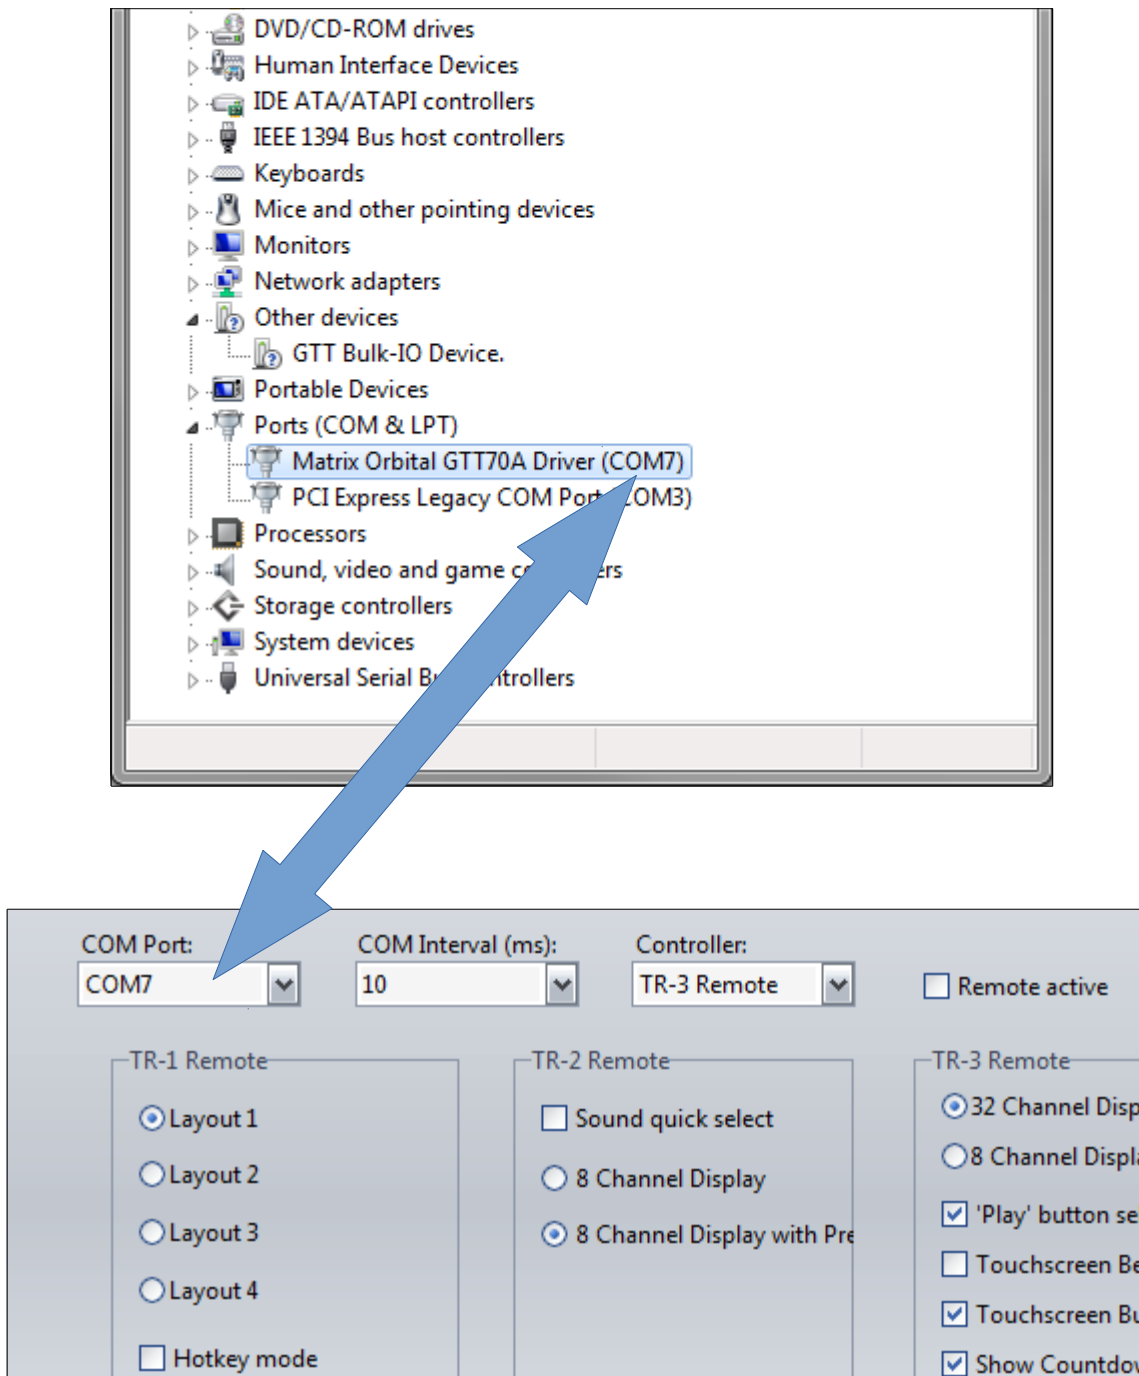 DVD/CD-ROM drives
Human Interface Devices
IDE ATA/ATAPI controllers
IEEE 1394 Bus host controllers
Keyboards
Mice and other pointing devices
Monitors
Network adapters
Other devices
GTT Bulk-IO Device.
Portable Devices
Ports (COM & LPT)
Matrix Orbital GTT70A Driver (COM7)
PCI Express Legacy COM Port COM3)
Processors
Sound, video and game
Storage controllers
System devices
Universal Serial
COM Port: COM Interval (ms): Controller:
COM7 10 TR-3 Remote Remote active
TR-1 Remote TR-2 Remote TR-3 Remote
Layout 1 Sound quick select 32 Channel
Layout 2 8 Channel Display 8 Channel
Layout 3 8 Channel Display with 'Play' button
Layout 4 Touchscreen
Touchscreen
Hotkey mode Show